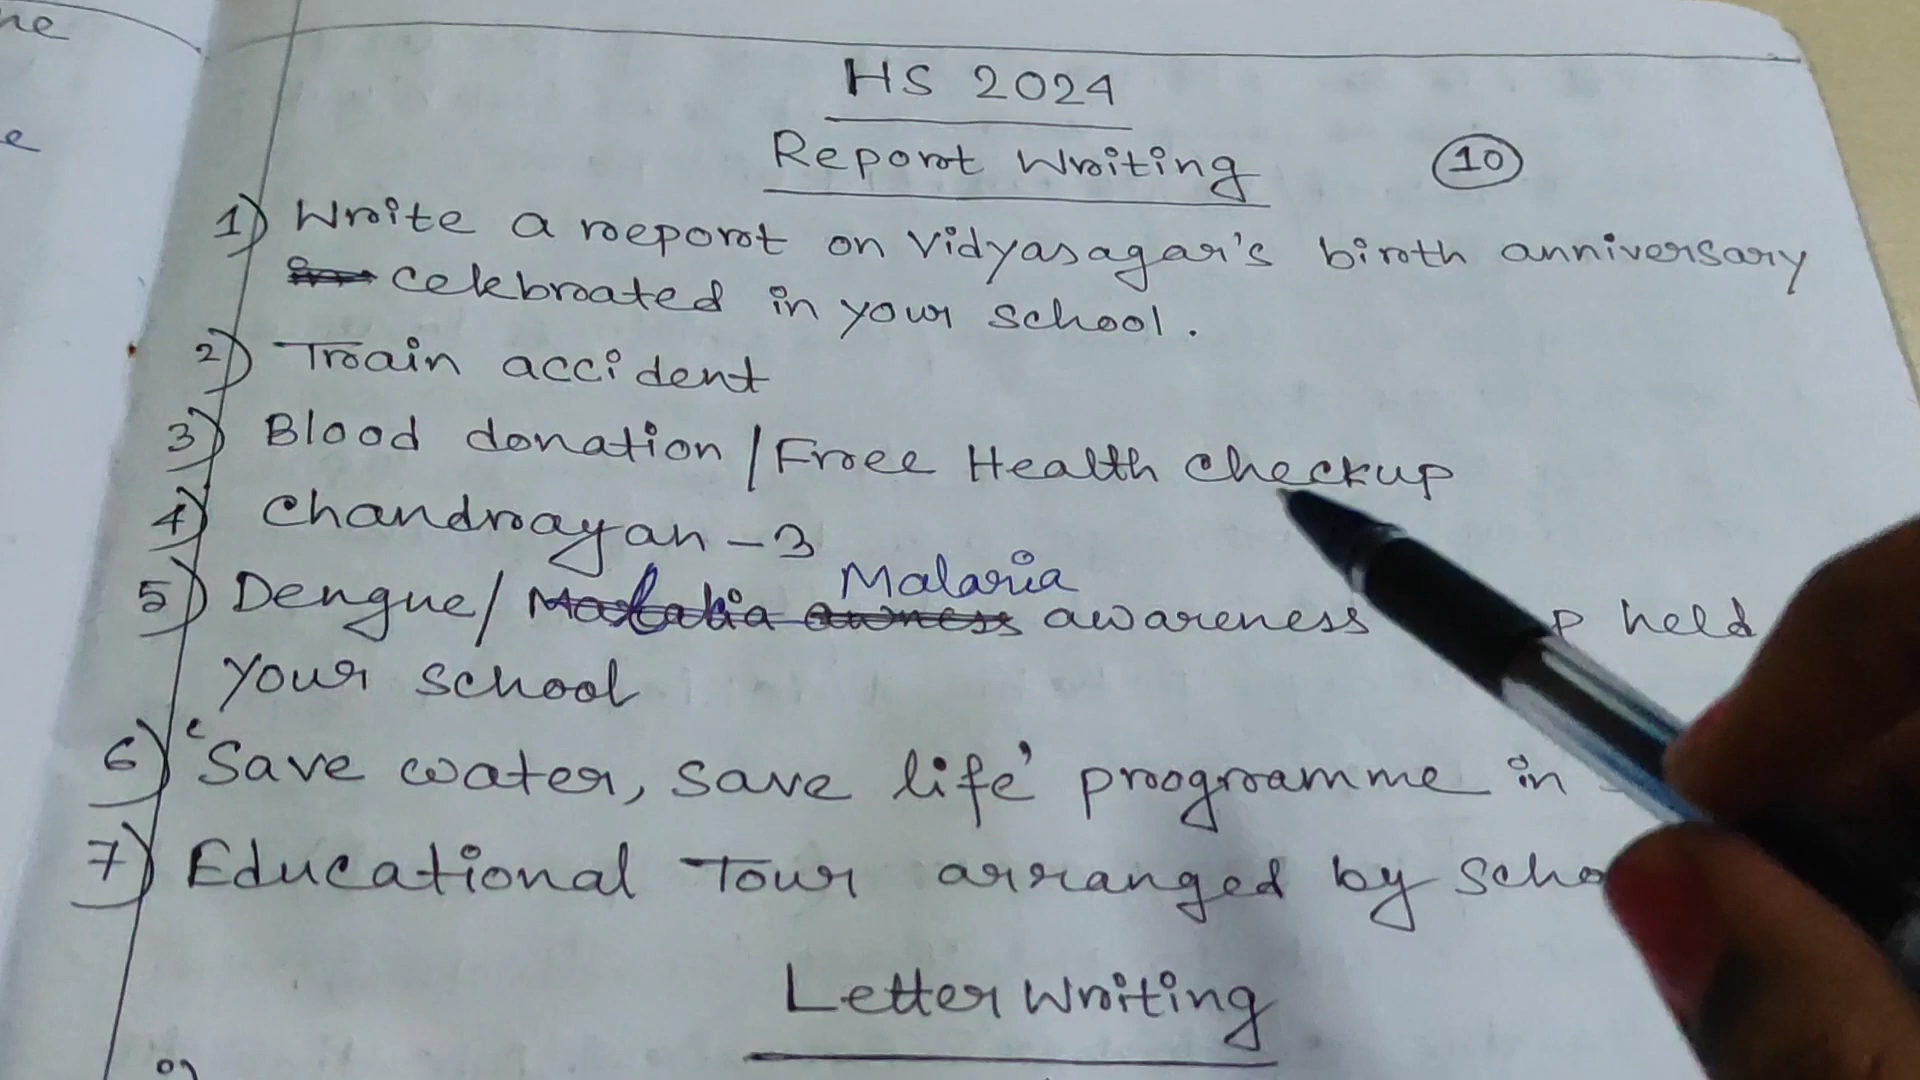 he
e
HS 2024
Report Writing
10
1) Write a report on Vidyasagar's birth anniversary
celebrated in your school.
2) Train accident
3) Blood donation / Free Health checkup
4) Chandrayan - 3
5) Dengue / Malaria awareness held
your school
6) 'Save water, save life' programme in
7) Educational Tour arranged by scho
Letter Writing